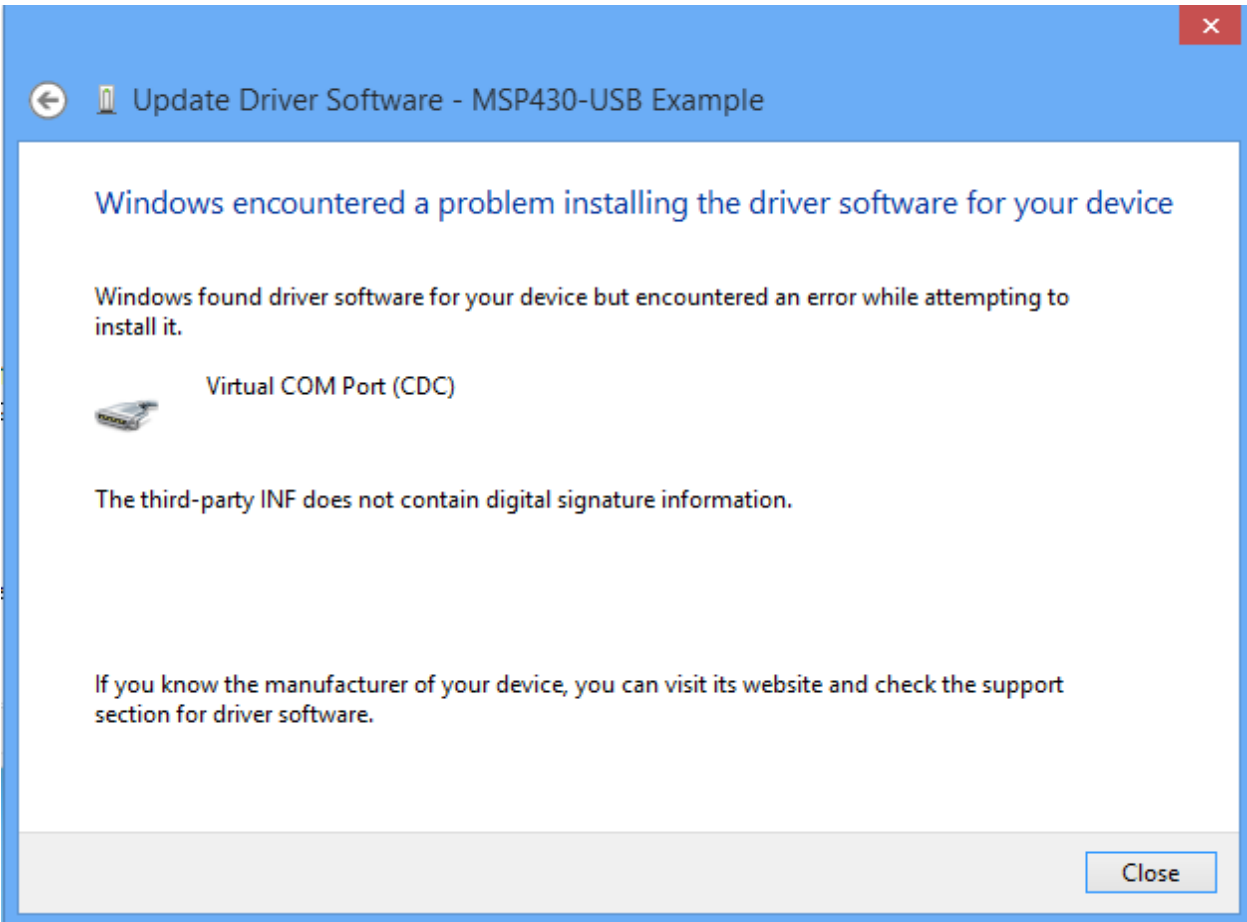 Update Driver Software - MSP430-USB Example
Windows encountered a problem installing the driver software for your device
Windows found driver software for your device but encountered an error while attempting to
install it.
Virtual COM Port (CDC)
The third-party INF does not contain digital signature information.
If you know the manufacturer of your device, you can visit its website and check the support
section for driver software.
Close